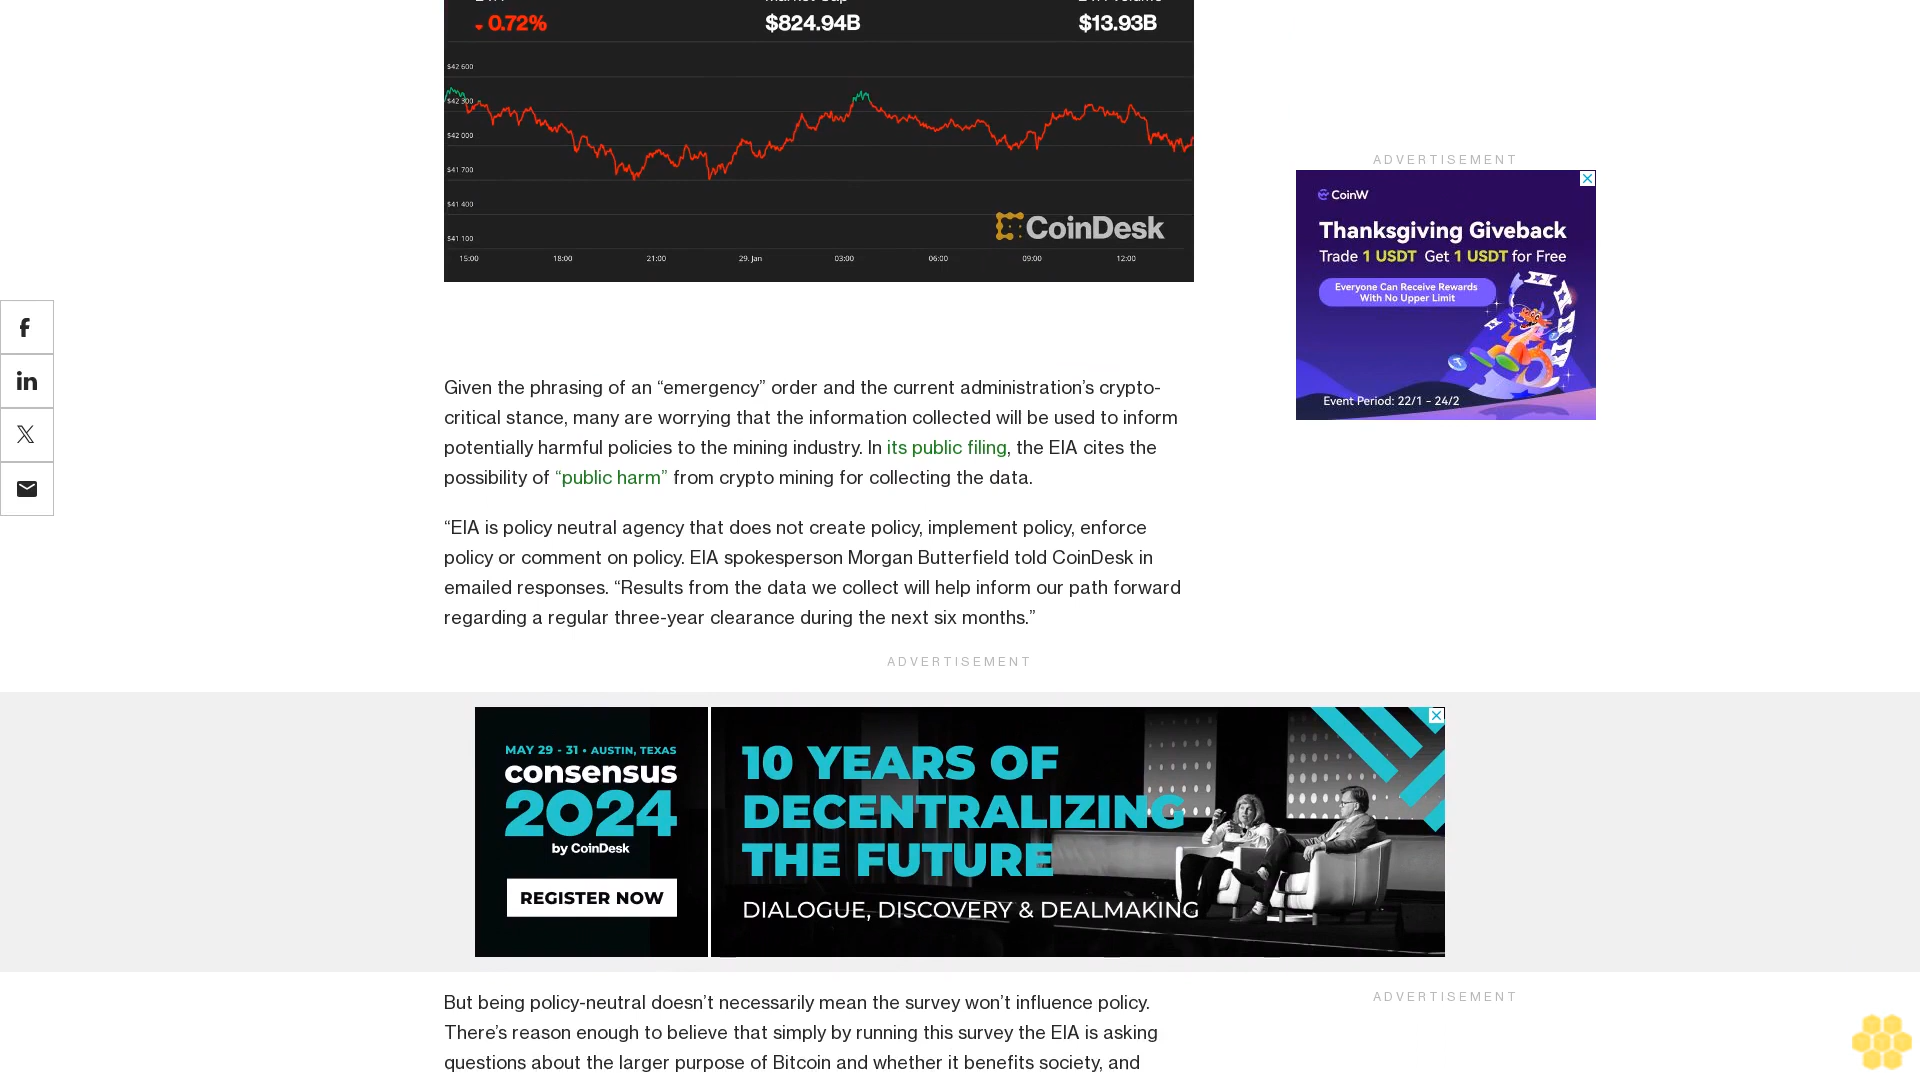 0.72%
$824.94B
$13.93B
$42 600
$42 300
$42 000
$41 700
$41 400
$41 100
CoinDesk
15:00 18:00 21:00 29. Jan 03:00 06:00 09:00 12:00
ADVERTISEMENT
CoinW
Thanksgiving Giveback
Trade 1 USDT Get 1 USDT for Free
Everyone Can Receive Rewards
With No Upper Limit
Event Period: 22/1 - 24/2
Given the phrasing of an “emergency” order and the current administration’s crypto-
critical stance, many are worrying that the information collected will be used to inform
potentially harmful policies to the mining industry. In its public filing, the EIA cites the
possibility of “public harm” from crypto mining for collecting the data.
“EIA is policy neutral agency that does not create policy, implement policy, enforce
policy or comment on policy. EIA spokesperson Morgan Butterfield told CoinDesk in
emailed responses. “Results from the data we collect will help inform our path forward
regarding a regular three-year clearance during the next six months.”
ADVERTISEMENT
MAY 29 - 31 • AUSTIN, TEXAS
consensus
2024
by CoinDesk
REGISTER NOW
10 YEARS OF
DECENTRALIZING
THE FUTURE
DIALOGUE, DISCOVERY & DEALMAKING
But being policy-neutral doesn’t necessarily mean the survey won’t influence policy.
There’s reason enough to believe that simply by running this survey the EIA is asking
questions about the larger purpose of Bitcoin and whether it benefits society, and
ADVERTISEMENT